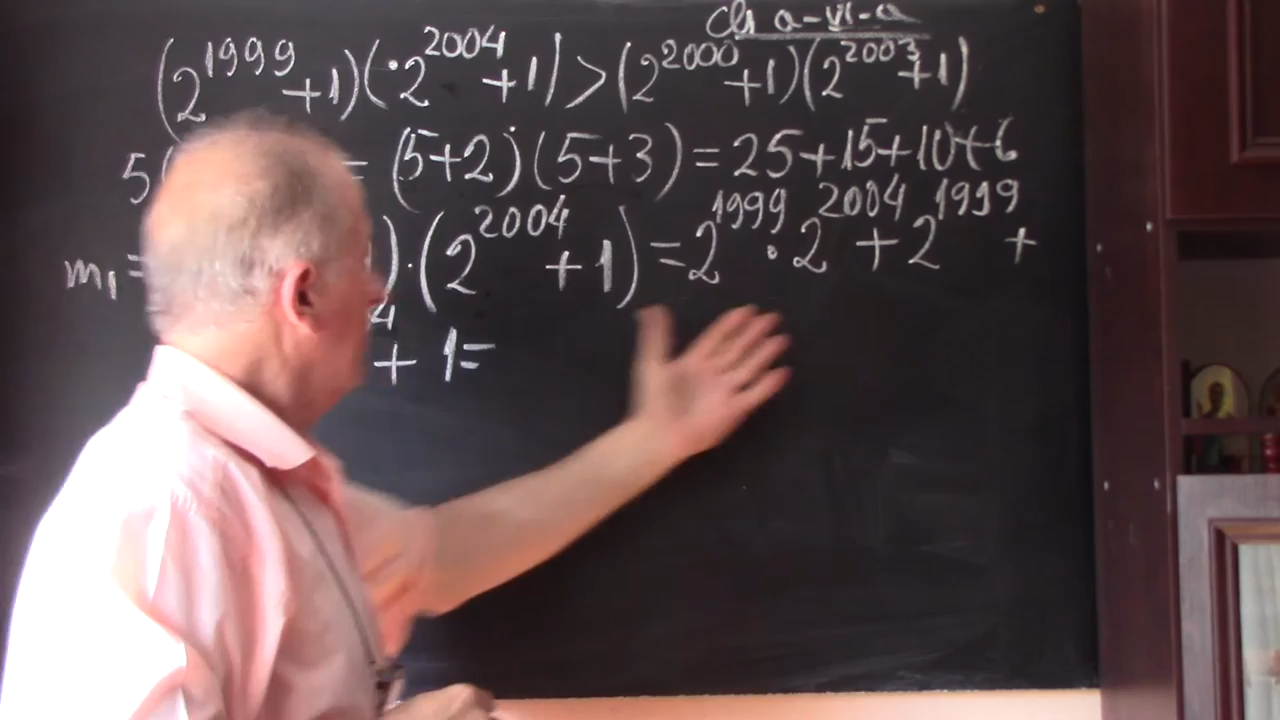 Cls a-VI-a
(2^1999+1)(·2^2004+1)>(2^2000+1)(2^2003+1)
5( = (5+2)(5+3)=25+15+10+6
m₁= )·(2^2004+1)=2^1999·2^2004+2^1999+
4+1=